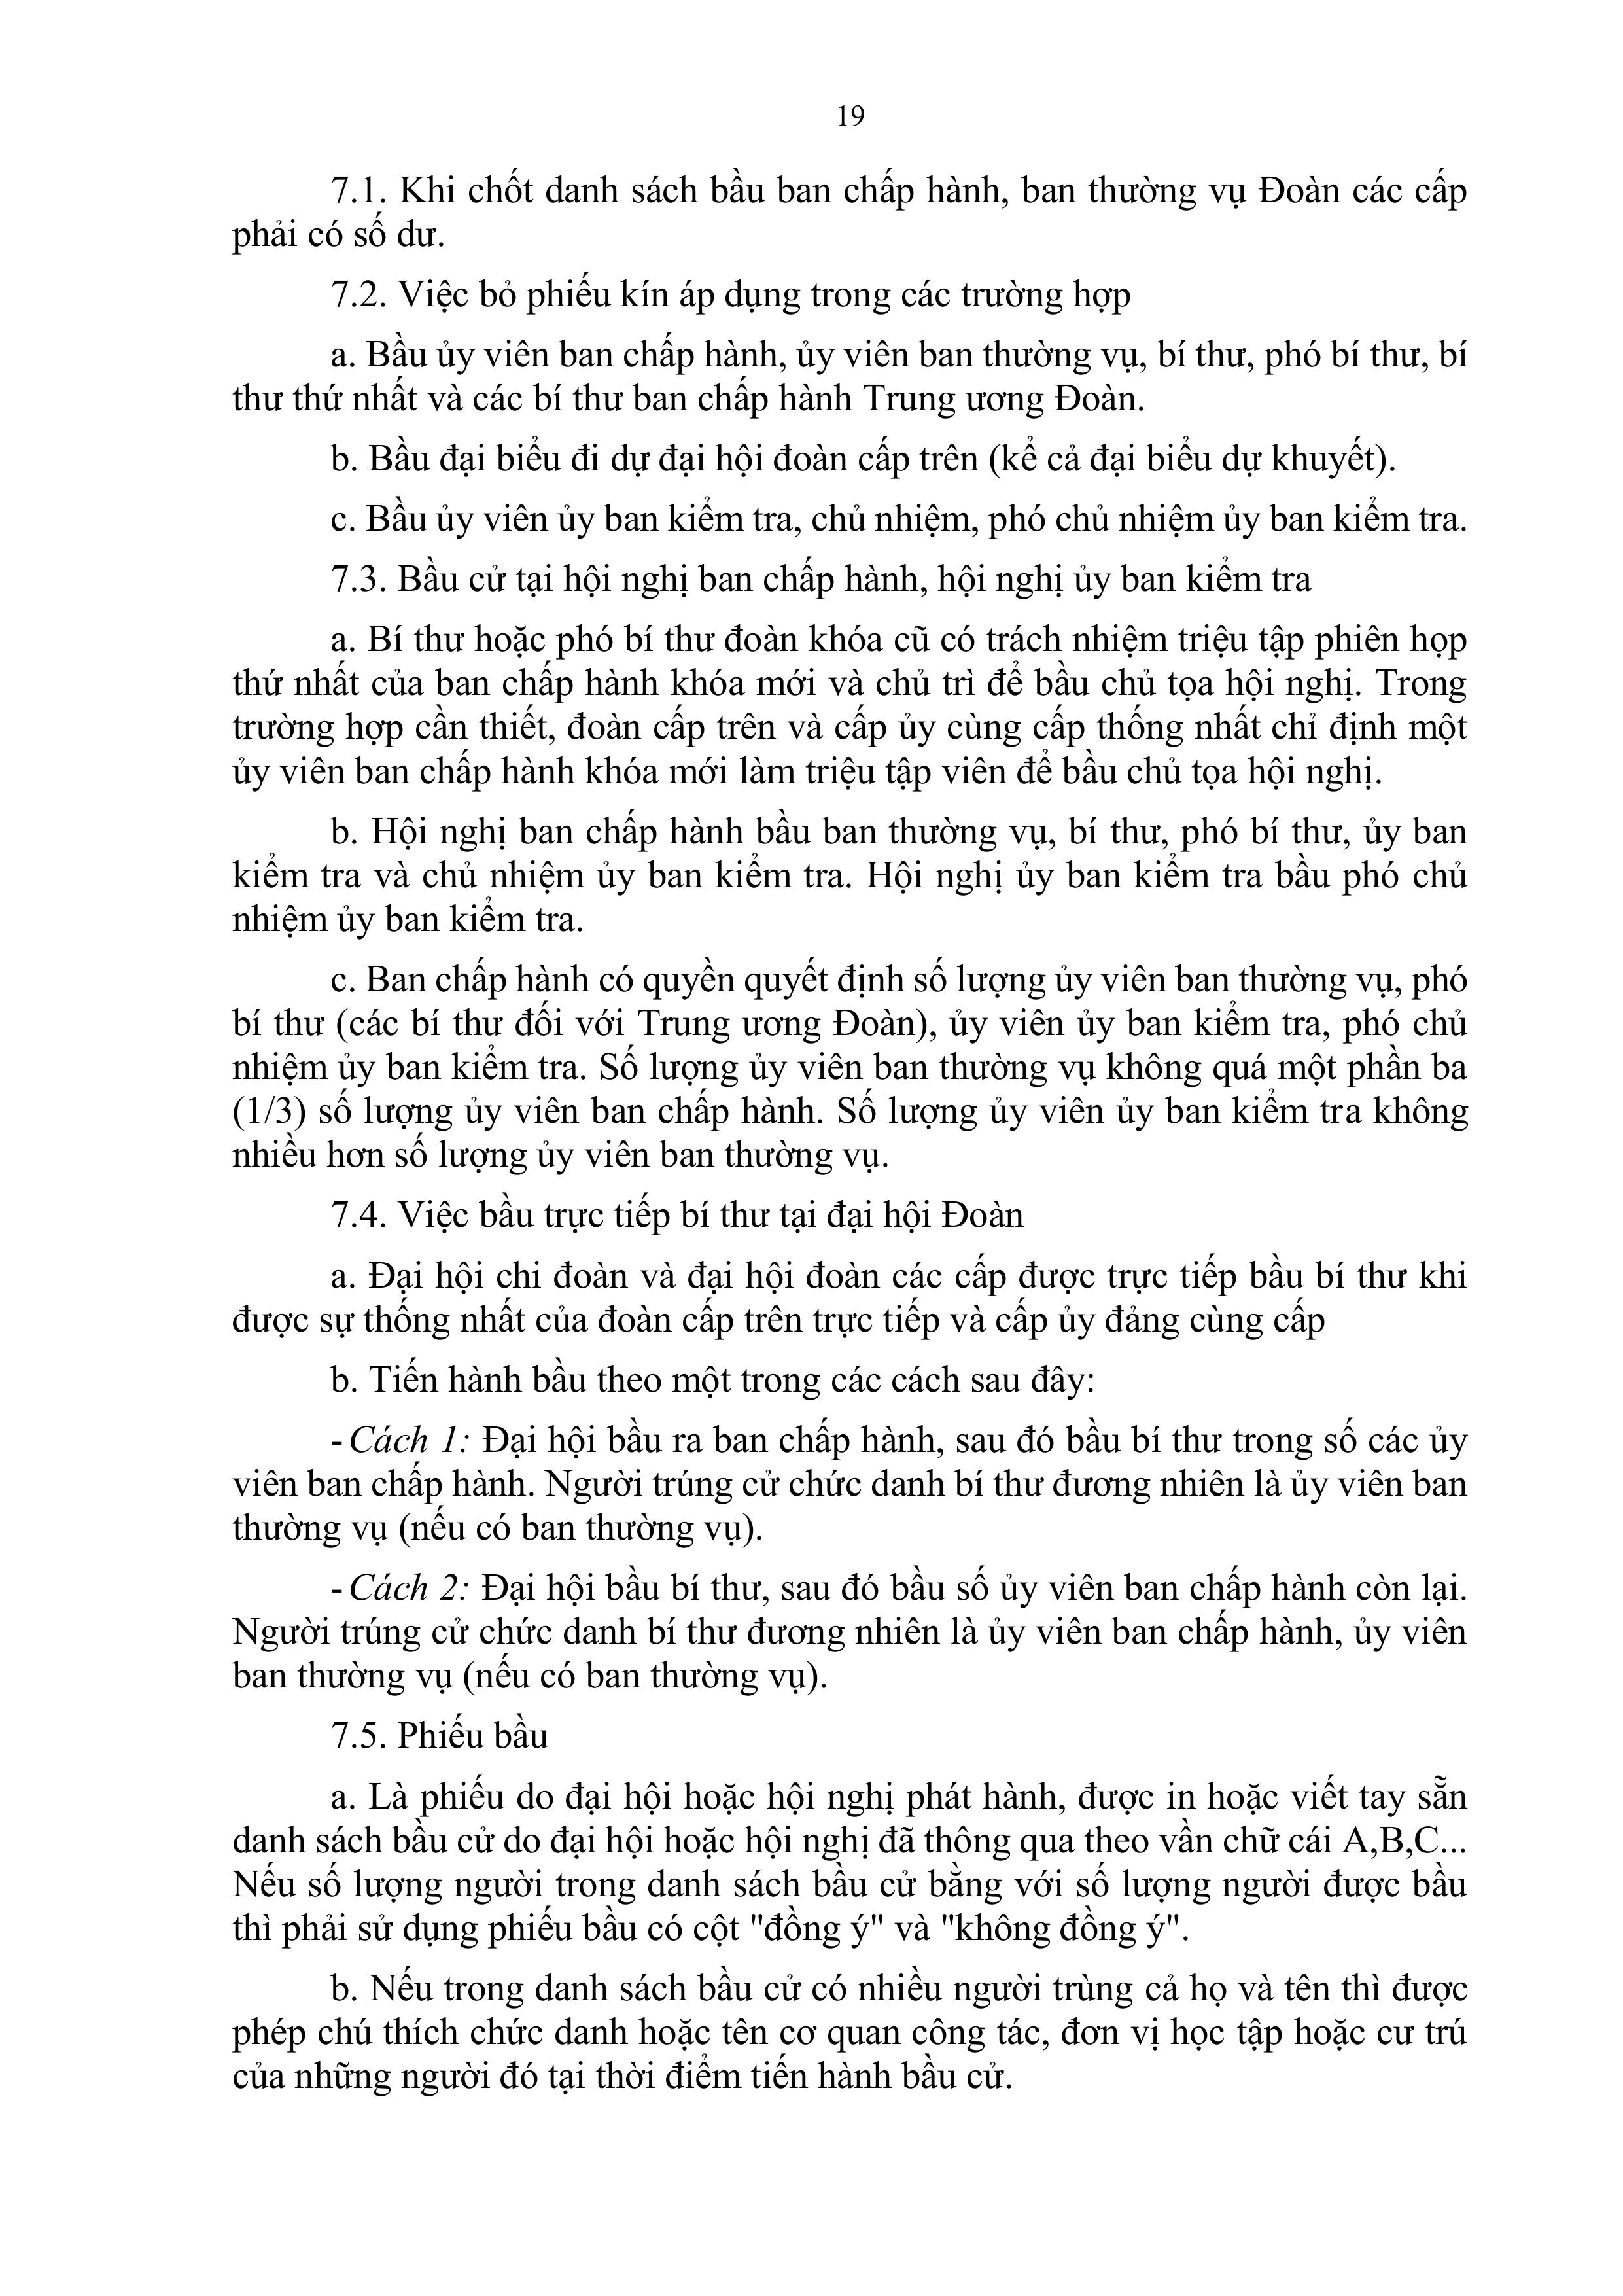 19
7.1. Khi chốt danh sách bầu ban chấp hành, ban thường vụ Đoàn các cấp
phải có số dư.
7.2. Việc bỏ phiếu kín áp dụng trong các trường hợp
a. Bầu ủy viên ban chấp hành, ủy viên ban thường vụ, bí thư, phó bí thư, bí
thư thứ nhất và các bí thư ban chấp hành Trung ương Đoàn.
b. Bầu đại biểu đi dự đại hội đoàn cấp trên (kể cả đại biểu dự khuyết).
c. Bầu ủy viên ủy ban kiểm tra, chủ nhiệm, phó chủ nhiệm ủy ban kiểm tra.
7.3. Bầu cử tại hội nghị ban chấp hành, hội nghị ủy ban kiểm tra
a. Bí thư hoặc phó bí thư đoàn khóa cũ có trách nhiệm triệu tập phiên họp
thứ nhất của ban chấp hành khóa mới và chủ trì để bầu chủ tọa hội nghị. Trong
trường hợp cần thiết, đoàn cấp trên và cấp ủy cùng cấp thống nhất chỉ định một
ủy viên ban chấp hành khóa mới làm triệu tập viên để bầu chủ tọa hội nghị.
b. Hội nghị ban chấp hành bầu ban thường vụ, bí thư, phó bí thư, ủy ban
kiểm tra và chủ nhiệm ủy ban kiểm tra. Hội nghị ủy ban kiểm tra bầu phó chủ
nhiệm ủy ban kiểm tra.
c. Ban chấp hành có quyền quyết định số lượng ủy viên ban thường vụ, phó
bí thư (các bí thư đối với Trung ương Đoàn), ủy viên ủy ban kiểm tra, phó chủ
nhiệm ủy ban kiểm tra. Số lượng ủy viên ban thường vụ không quá một phần ba
(1/3) số lượng ủy viên ban chấp hành. Số lượng ủy viên ủy ban kiểm tra không
nhiều hơn số lượng ủy viên ban thường vụ.
7.4. Việc bầu trực tiếp bí thư tại đại hội Đoàn
a. Đại hội chi đoàn và đại hội đoàn các cấp được trực tiếp bầu bí thư khi
được sự thống nhất của đoàn cấp trên trực tiếp và cấp ủy đảng cùng cấp
b. Tiến hành bầu theo một trong các cách sau đây:
- Cách 1: Đại hội bầu ra ban chấp hành, sau đó bầu bí thư trong số các ủy
viên ban chấp hành. Người trúng cử chức danh bí thư đương nhiên là ủy viên ban
thường vụ (nếu có ban thường vụ).
- Cách 2: Đại hội bầu bí thư, sau đó bầu số ủy viên ban chấp hành còn lại.
Người trúng cử chức danh bí thư đương nhiên là ủy viên ban chấp hành, ủy viên
ban thường vụ (nếu có ban thường vụ).
7.5. Phiếu bầu
a. Là phiếu do đại hội hoặc hội nghị phát hành, được in hoặc viết tay sẵn
danh sách bầu cử do đại hội hoặc hội nghị đã thông qua theo vần chữ cái A,B,C...
Nếu số lượng người trong danh sách bầu cử bằng với số lượng người được bầu
thì phải sử dụng phiếu bầu có cột "đồng ý" và "không đồng ý".
b. Nếu trong danh sách bầu cử có nhiều người trùng cả họ và tên thì được
phép chú thích chức danh hoặc tên cơ quan công tác, đơn vị học tập hoặc cư trú
của những người đó tại thời điểm tiến hành bầu cử.